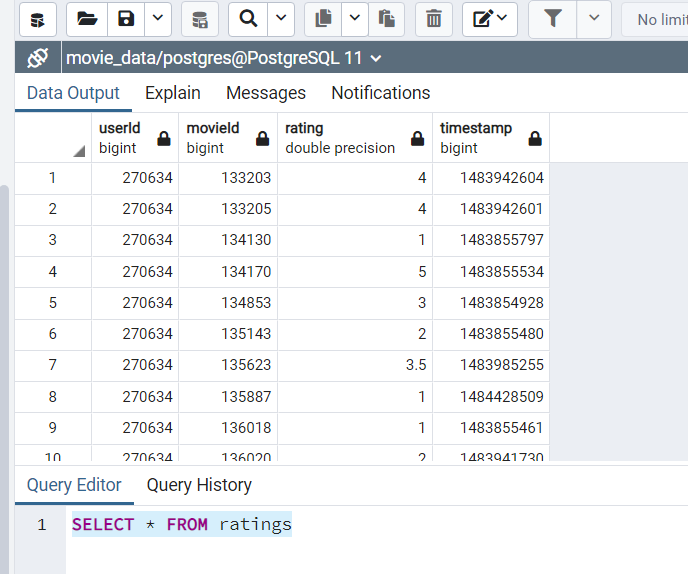 No limit
movie_data/postgres@PostgreSQL 11
Data Output Explain Messages Notifications
userId movieId rating timestamp
bigint bigint double precision bigint
1 270634 133203 4 1483942604
2 270634 133205 4 1483942601
3 270634 134130 1 1483855797
4 270634 134170 5 1483855534
5 270634 134853 3 1483854928
6 270634 135143 2 1483855480
7 270634 135623 3.5 1483985255
8 270634 135887 1 1484428509
9 270634 136018 1 1483855461
10 270634 136020 2 1483941730
Query Editor Query History
1 SELECT * FROM ratings